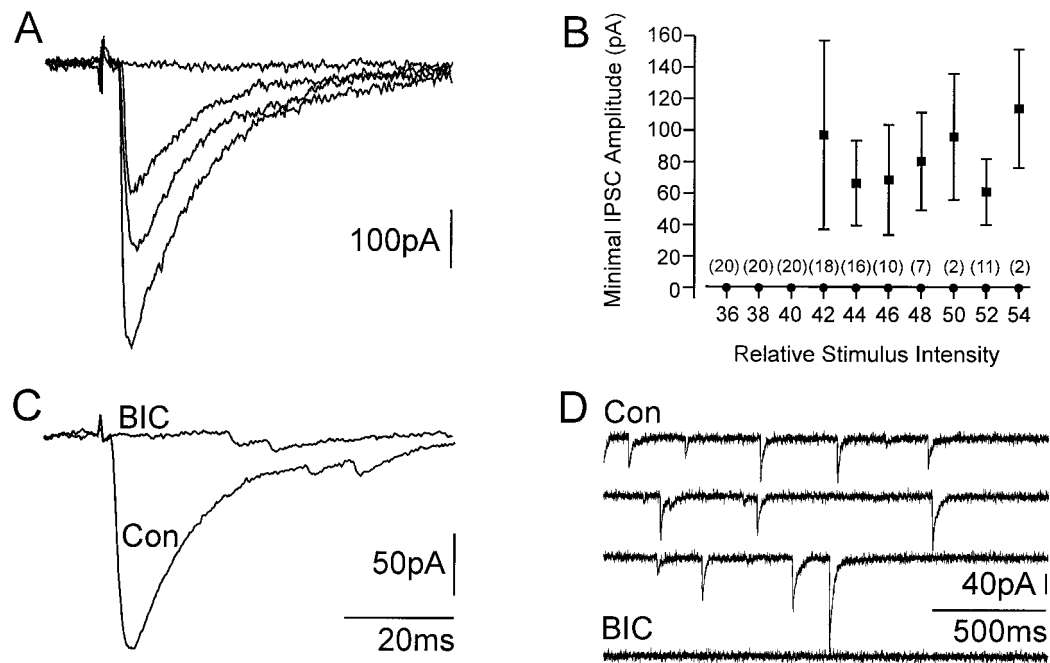 A
100pA
B
Minimal IPSC Amplitude (pA)
160
140
120
100
80
60
40
20
0
(20) (20) (20) (18) (16) (10) (7) (2) (11) (2)
36 38 40 42 44 46 48 50 52 54
Relative Stimulus Intensity
C
BIC
Con
50pA
20ms
D
Con
40pA
500ms
BIC